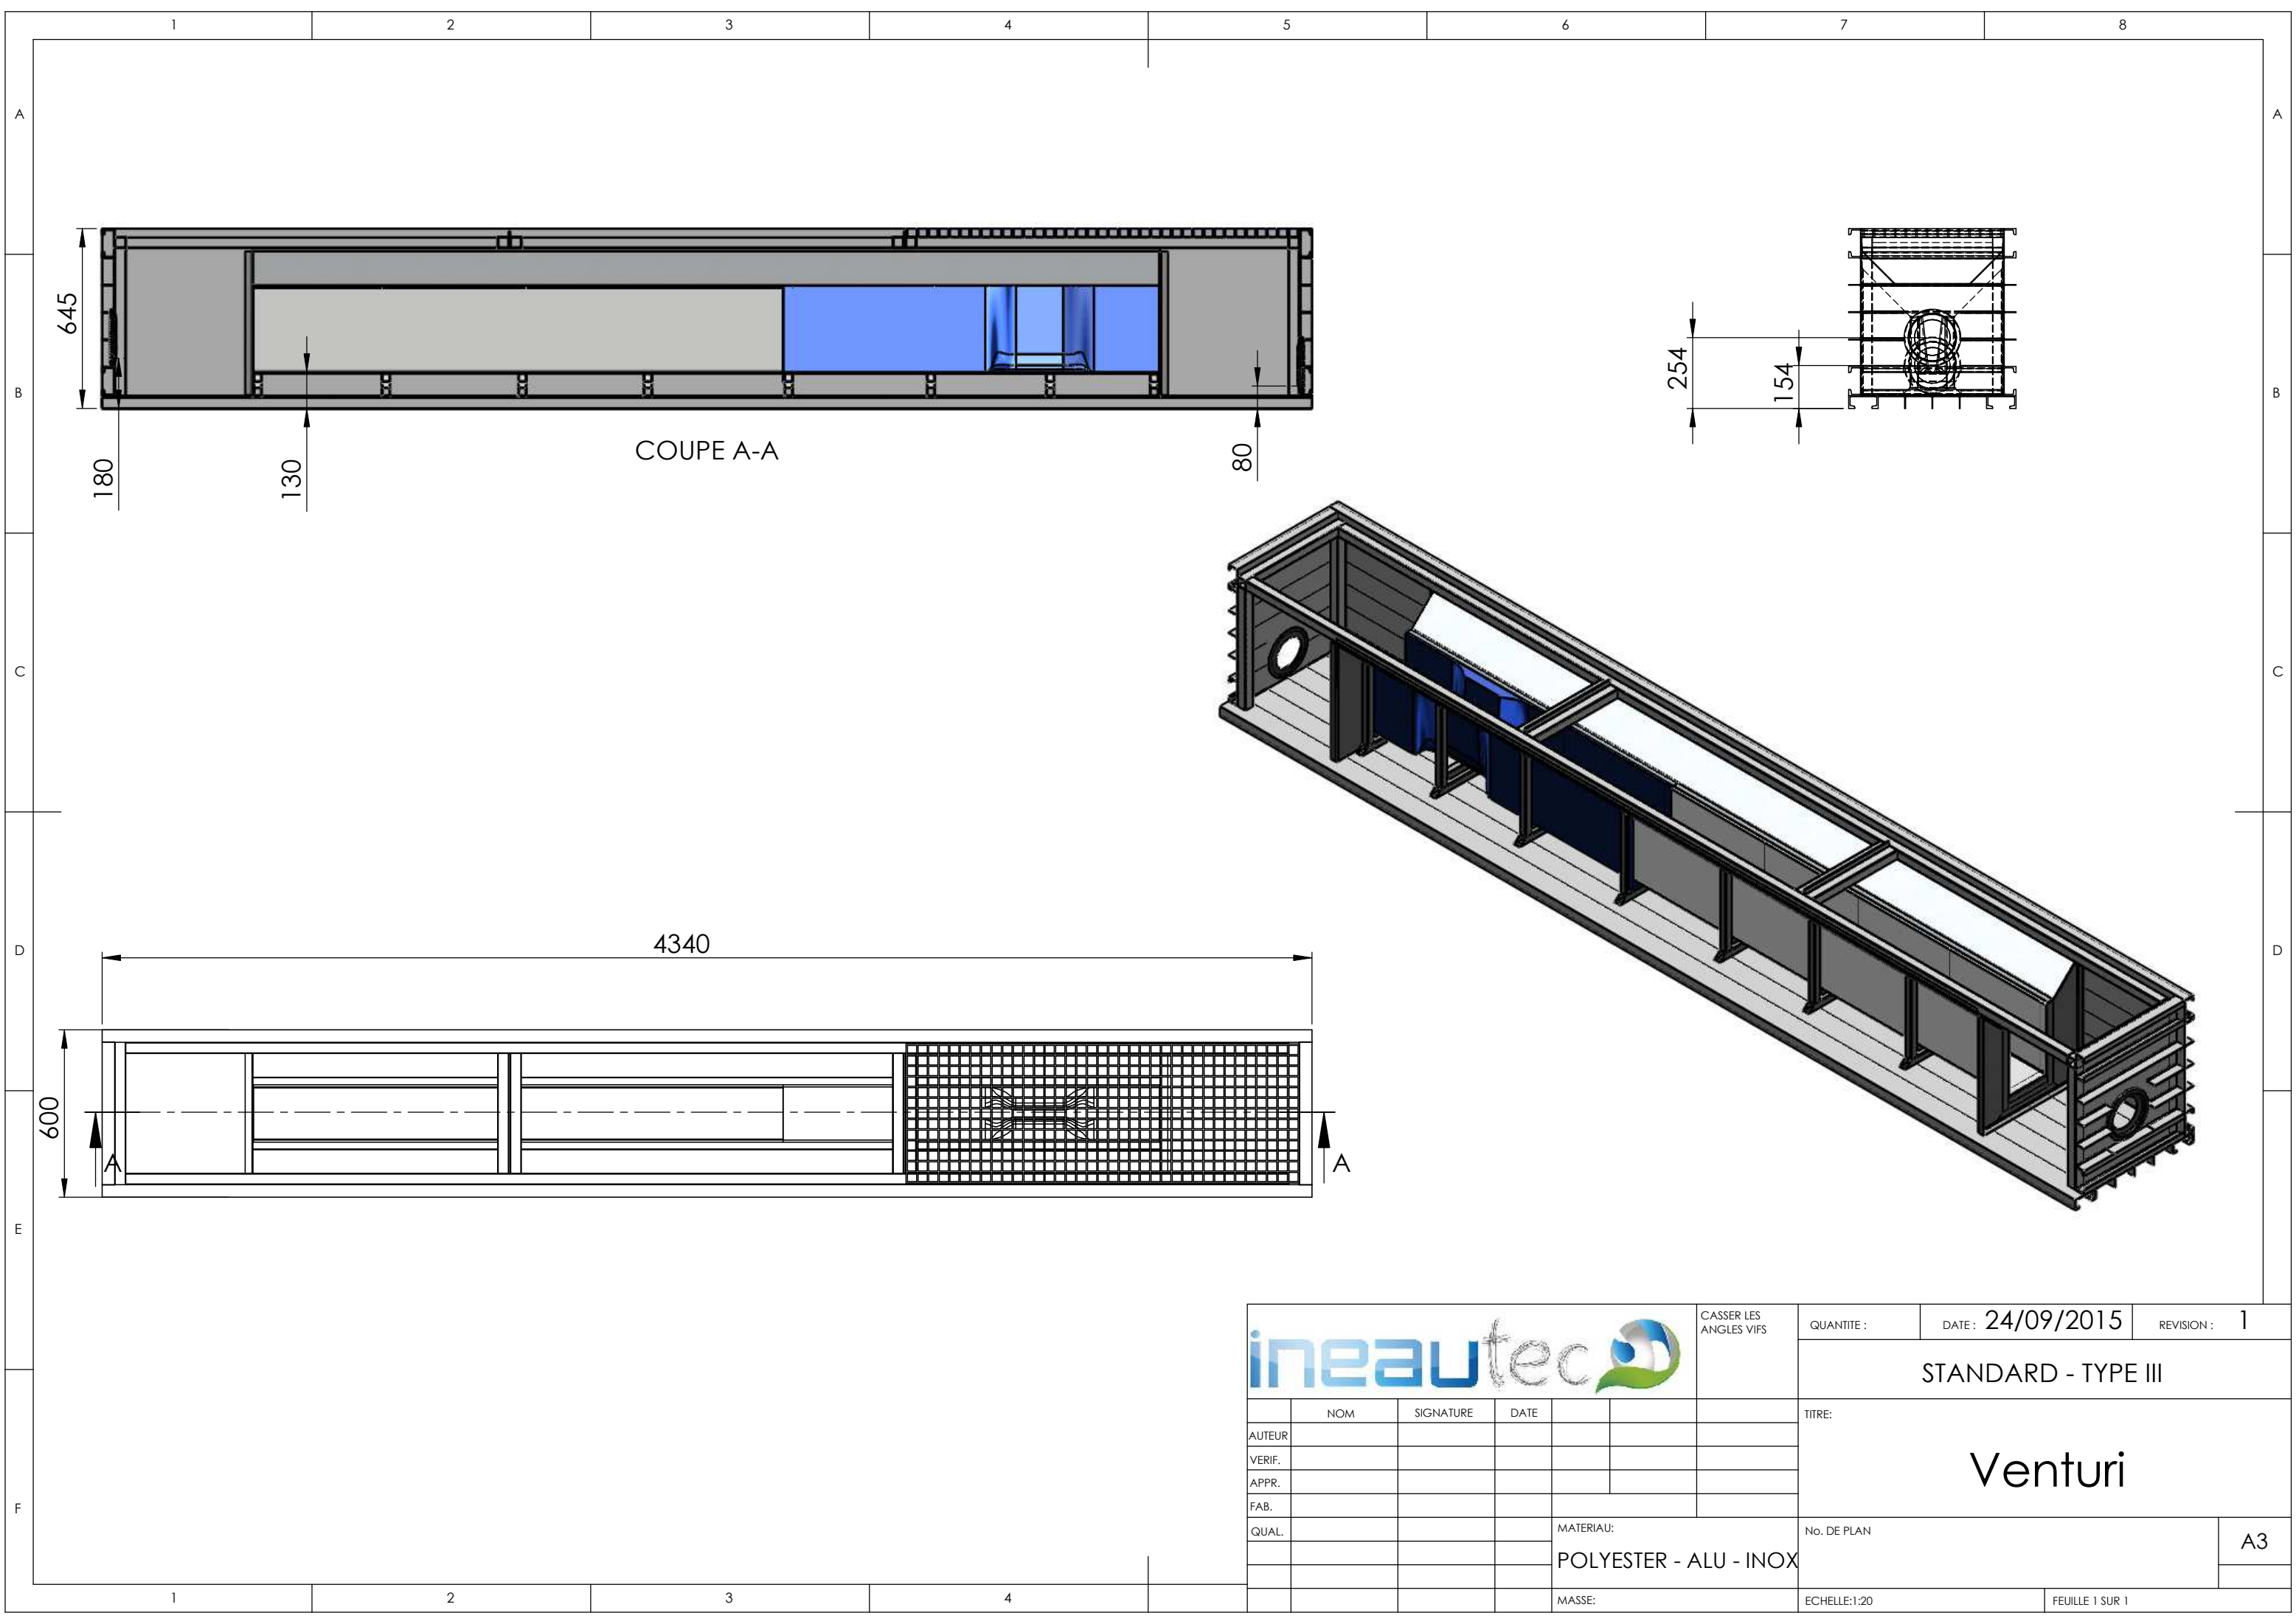 1 2 3 4 5 6 7 8
A A
645
254
154
B B
180
130
COUPE A-A
80
C C
4340
D D
600
A A
E
ineautec
CASSER LES
ANGLES VIFS
QUANTITE :
DATE : 24/09/2015
REVISION : 1
STANDARD - TYPE III
NOM SIGNATURE DATE
TITRE:
AUTEUR
VERIF.
Venturi
APPR.
FAB.
F
QUAL.
MATERIAU:
No. DE PLAN
A3
POLYESTER - ALU - INOX
1 2 3 4
MASSE:
ECHELLE:1:20
FEUILLE 1 SUR 1